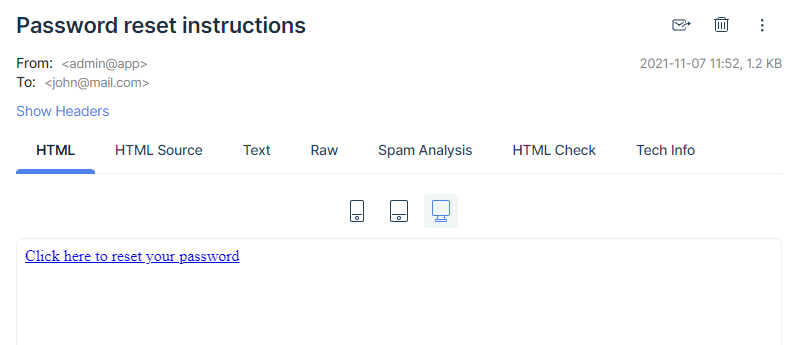 Password reset instructions
From: <admin@app>
2021-11-07 11:52, 1.2 KB
To: <john@mail.com>
Show Headers
HTML HTML Source Text Raw Spam Analysis HTML Check Tech Info
Click here to reset your password